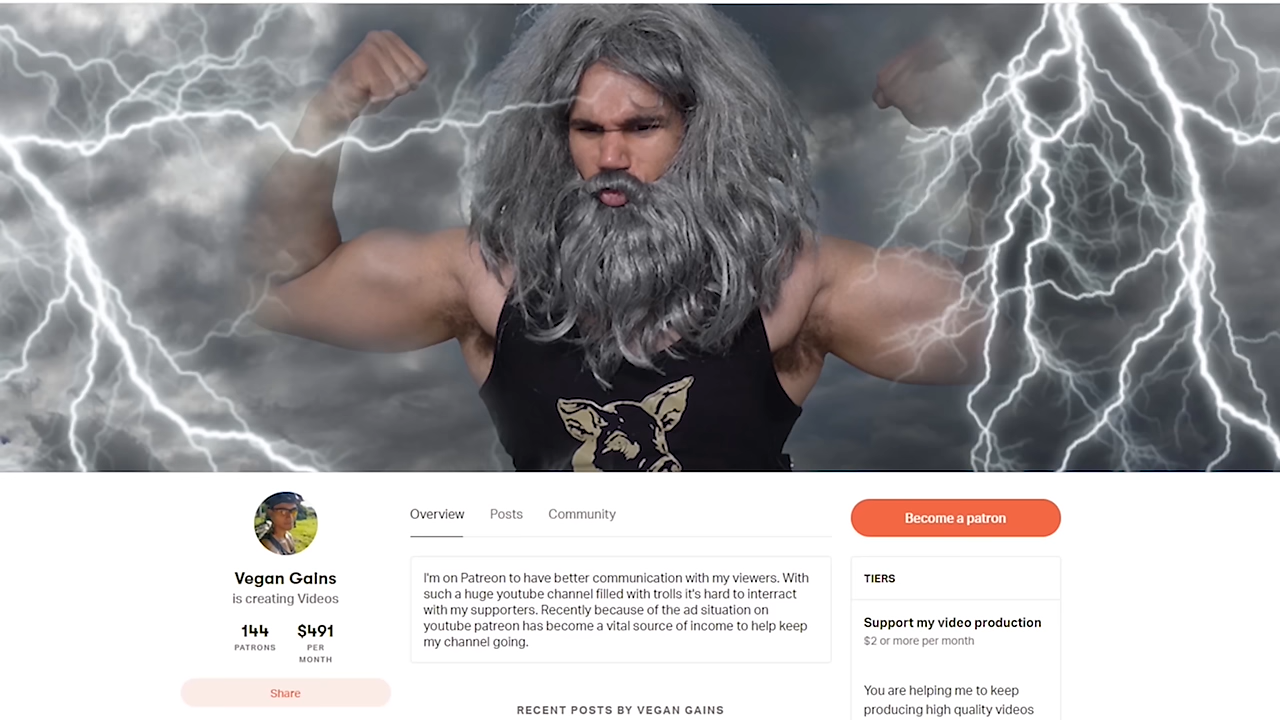 Vegan Gains
is creating Videos
144
PATRONS
$491
PER
MONTH
Share
Overview
Posts
Community
I'm on Patreon to have better communication with my viewers. With
such a huge youtube channel filled with trolls it's hard to interract
with my supporters. Recently because of the ad situation on
youtube patreon has become a vital source of income to help keep
my channel going.
RECENT POSTS BY VEGAN GAINS
Become a patron
TIERS
Support my video production
$2 or more per month
You are helping me to keep
producing high quality videos